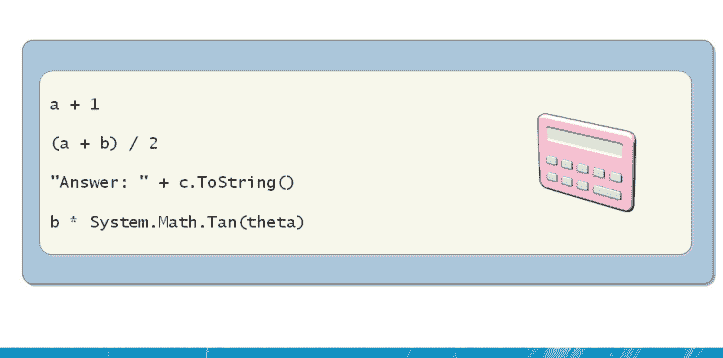 a + 1
(a + b) / 2
"Answer: " + c.ToString()
b * System.Math.Tan(theta)